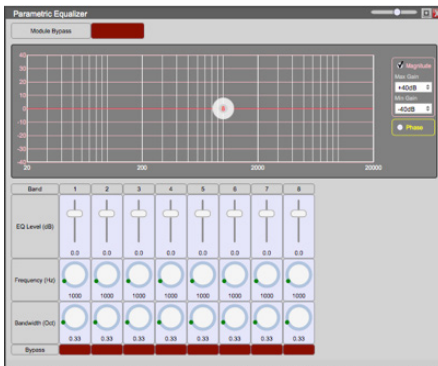 Parametric Equalizer
Module Bypass
40
30
20
10
0
-10
-20
-30
-40
20
200
2000
20000
Magnitude
Max Gain
+40dB
Min Gain
-40dB
Phase
Band 1 2 3 4 5 6 7 8
EQ Level (dB)
0.0 0.0 0.0 0.0 0.0 0.0 0.0 0.0
Frequency (Hz)
1000 1000 1000 1000 1000 1000 1000 1000
Bandwidth (Oct)
0.33 0.33 0.33 0.33 0.33 0.33 0.33 0.33
Bypass